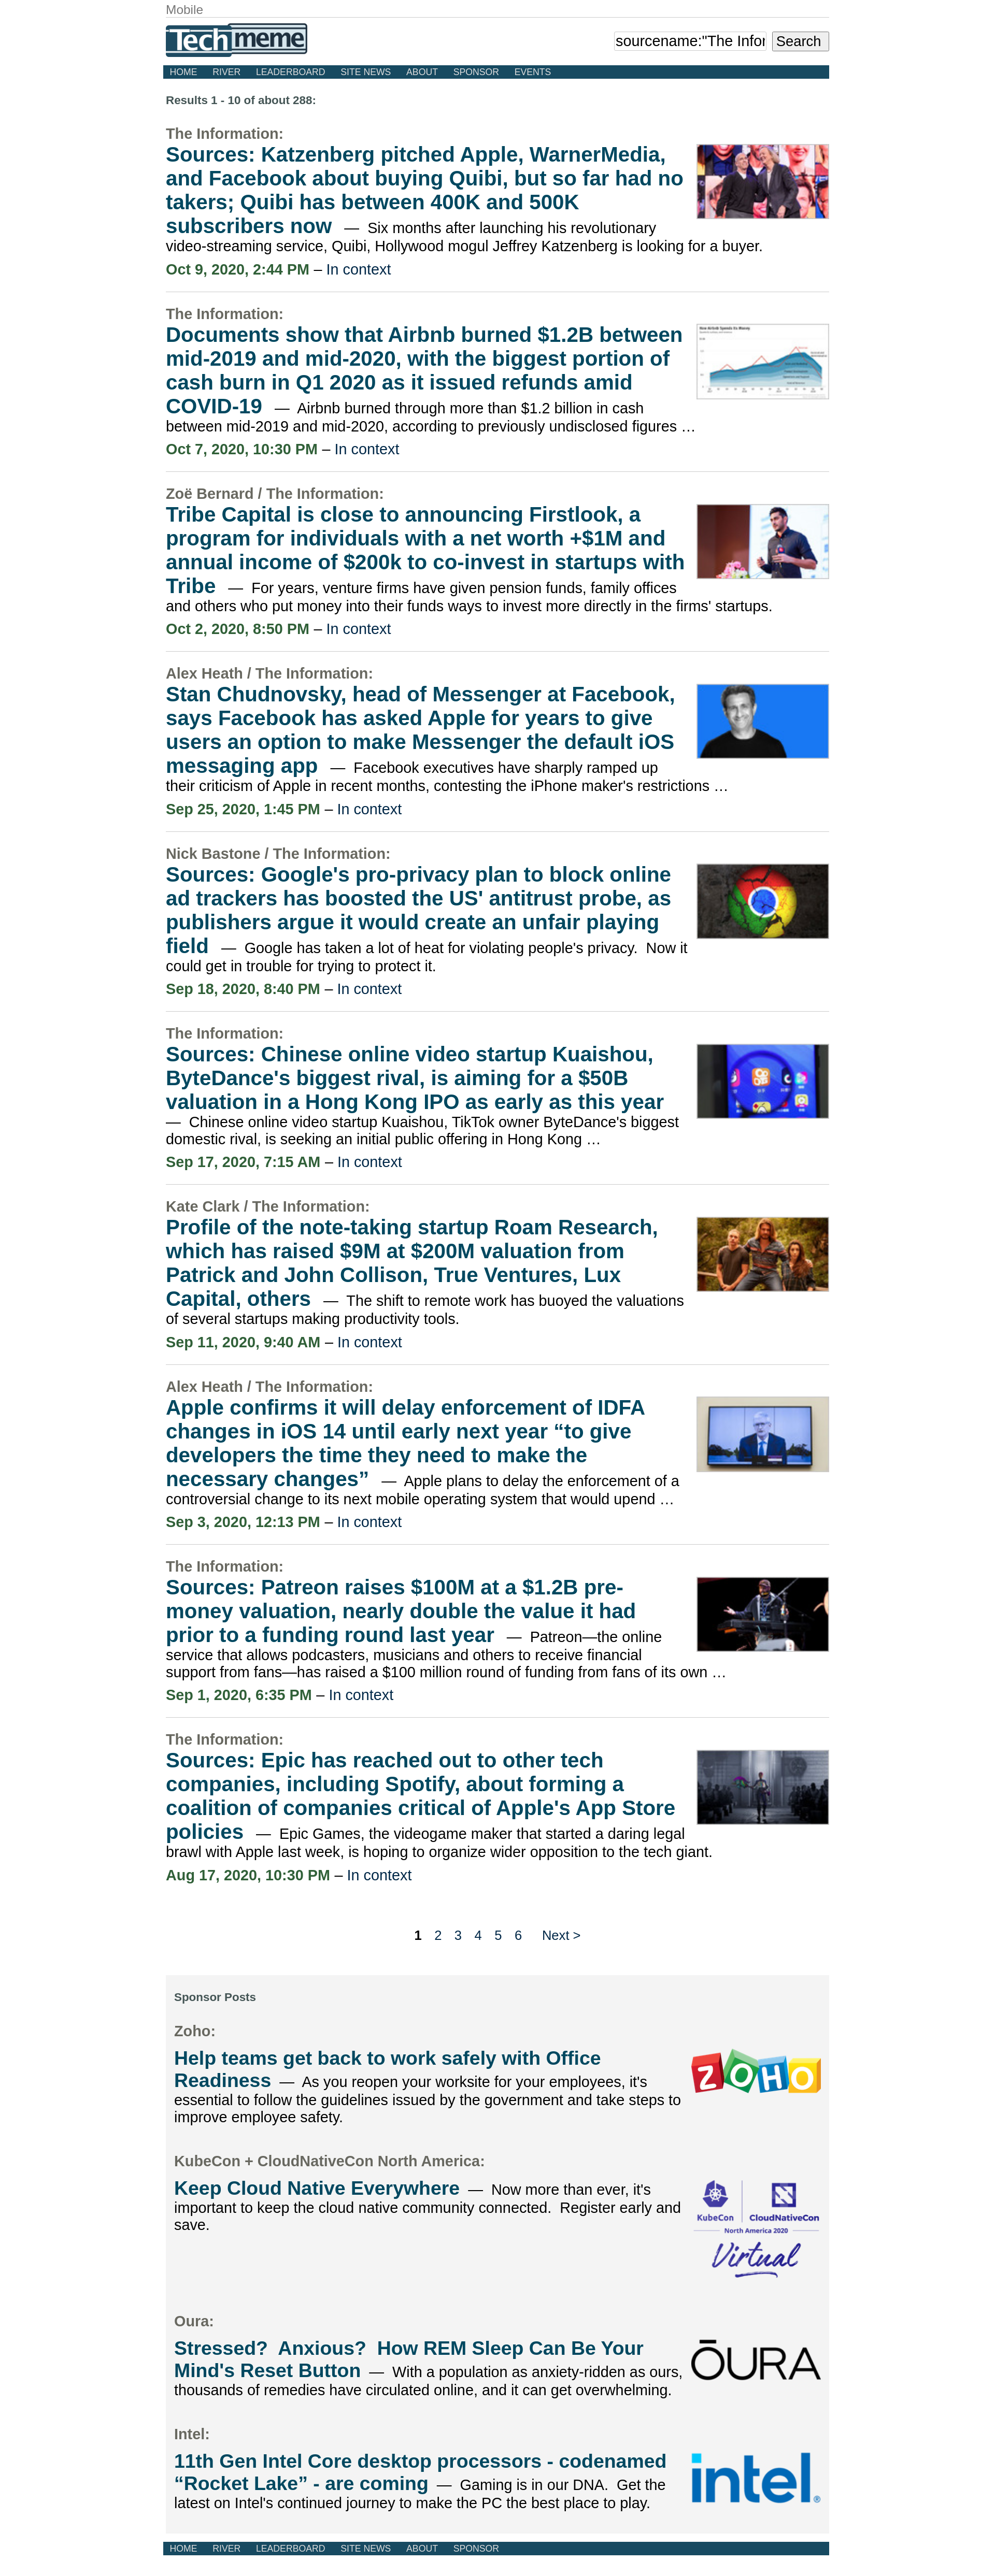 Mobile
Techmeme
sourcename:"The Infor
Search
HOME RIVER LEADERBOARD SITE NEWS ABOUT SPONSOR EVENTS
Results 1 - 10 of about 288:
The Information:
Sources: Katzenberg pitched Apple, WarnerMedia,
and Facebook about buying Quibi, but so far had no
takers; Quibi has between 400K and 500K
subscribers now — Six months after launching his revolutionary
video-streaming service, Quibi, Hollywood mogul Jeffrey Katzenberg is looking for a buyer.
Oct 9, 2020, 2:44 PM – In context
The Information:
Documents show that Airbnb burned $1.2B between
mid-2019 and mid-2020, with the biggest portion of
cash burn in Q1 2020 as it issued refunds amid
COVID-19 — Airbnb burned through more than $1.2 billion in cash
between mid-2019 and mid-2020, according to previously undisclosed figures …
Oct 7, 2020, 10:30 PM – In context
Zoë Bernard / The Information:
Tribe Capital is close to announcing Firstlook, a
program for individuals with a net worth +$1M and
annual income of $200k to co-invest in startups with
Tribe — For years, venture firms have given pension funds, family offices
and others who put money into their funds ways to invest more directly in the firms' startups.
Oct 2, 2020, 8:50 PM – In context
Alex Heath / The Information:
Stan Chudnovsky, head of Messenger at Facebook,
says Facebook has asked Apple for years to give
users an option to make Messenger the default iOS
messaging app — Facebook executives have sharply ramped up
their criticism of Apple in recent months, contesting the iPhone maker's restrictions …
Sep 25, 2020, 1:45 PM – In context
Nick Bastone / The Information:
Sources: Google's pro-privacy plan to block online
ad trackers has boosted the US' antitrust probe, as
publishers argue it would create an unfair playing
field — Google has taken a lot of heat for violating people's privacy. Now it
could get in trouble for trying to protect it.
Sep 18, 2020, 8:40 PM – In context
The Information:
Sources: Chinese online video startup Kuaishou,
ByteDance's biggest rival, is aiming for a $50B
valuation in a Hong Kong IPO as early as this year
— Chinese online video startup Kuaishou, TikTok owner ByteDance's biggest
domestic rival, is seeking an initial public offering in Hong Kong …
Sep 17, 2020, 7:15 AM – In context
Kate Clark / The Information:
Profile of the note-taking startup Roam Research,
which has raised $9M at $200M valuation from
Patrick and John Collison, True Ventures, Lux
Capital, others — The shift to remote work has buoyed the valuations
of several startups making productivity tools.
Sep 11, 2020, 9:40 AM – In context
Alex Heath / The Information:
Apple confirms it will delay enforcement of IDFA
changes in iOS 14 until early next year “to give
developers the time they need to make the
necessary changes” — Apple plans to delay the enforcement of a
controversial change to its next mobile operating system that would upend …
Sep 3, 2020, 12:13 PM – In context
The Information:
Sources: Patreon raises $100M at a $1.2B pre-
money valuation, nearly double the value it had
prior to a funding round last year — Patreon—the online
service that allows podcasters, musicians and others to receive financial
support from fans—has raised a $100 million round of funding from fans of its own …
Sep 1, 2020, 6:35 PM – In context
The Information:
Sources: Epic has reached out to other tech
companies, including Spotify, about forming a
coalition of companies critical of Apple's App Store
policies — Epic Games, the videogame maker that started a daring legal
brawl with Apple last week, is hoping to organize wider opposition to the tech giant.
Aug 17, 2020, 10:30 PM – In context
1 2 3 4 5 6 Next >
Sponsor Posts
Zoho:
Help teams get back to work safely with Office
Readiness — As you reopen your worksite for your employees, it's
essential to follow the guidelines issued by the government and take steps to
improve employee safety.
ZOHO
KubeCon + CloudNativeCon North America:
Keep Cloud Native Everywhere — Now more than ever, it's
important to keep the cloud native community connected. Register early and
save.
KubeCon CloudNativeCon
North America 2020
Virtual
Oura:
Stressed? Anxious? How REM Sleep Can Be Your
Mind's Reset Button — With a population as anxiety-ridden as ours,
thousands of remedies have circulated online, and it can get overwhelming.
ŌURA
Intel:
11th Gen Intel Core desktop processors - codenamed
“Rocket Lake” - are coming — Gaming is in our DNA. Get the
latest on Intel's continued journey to make the PC the best place to play.
intel®
HOME RIVER LEADERBOARD SITE NEWS ABOUT SPONSOR